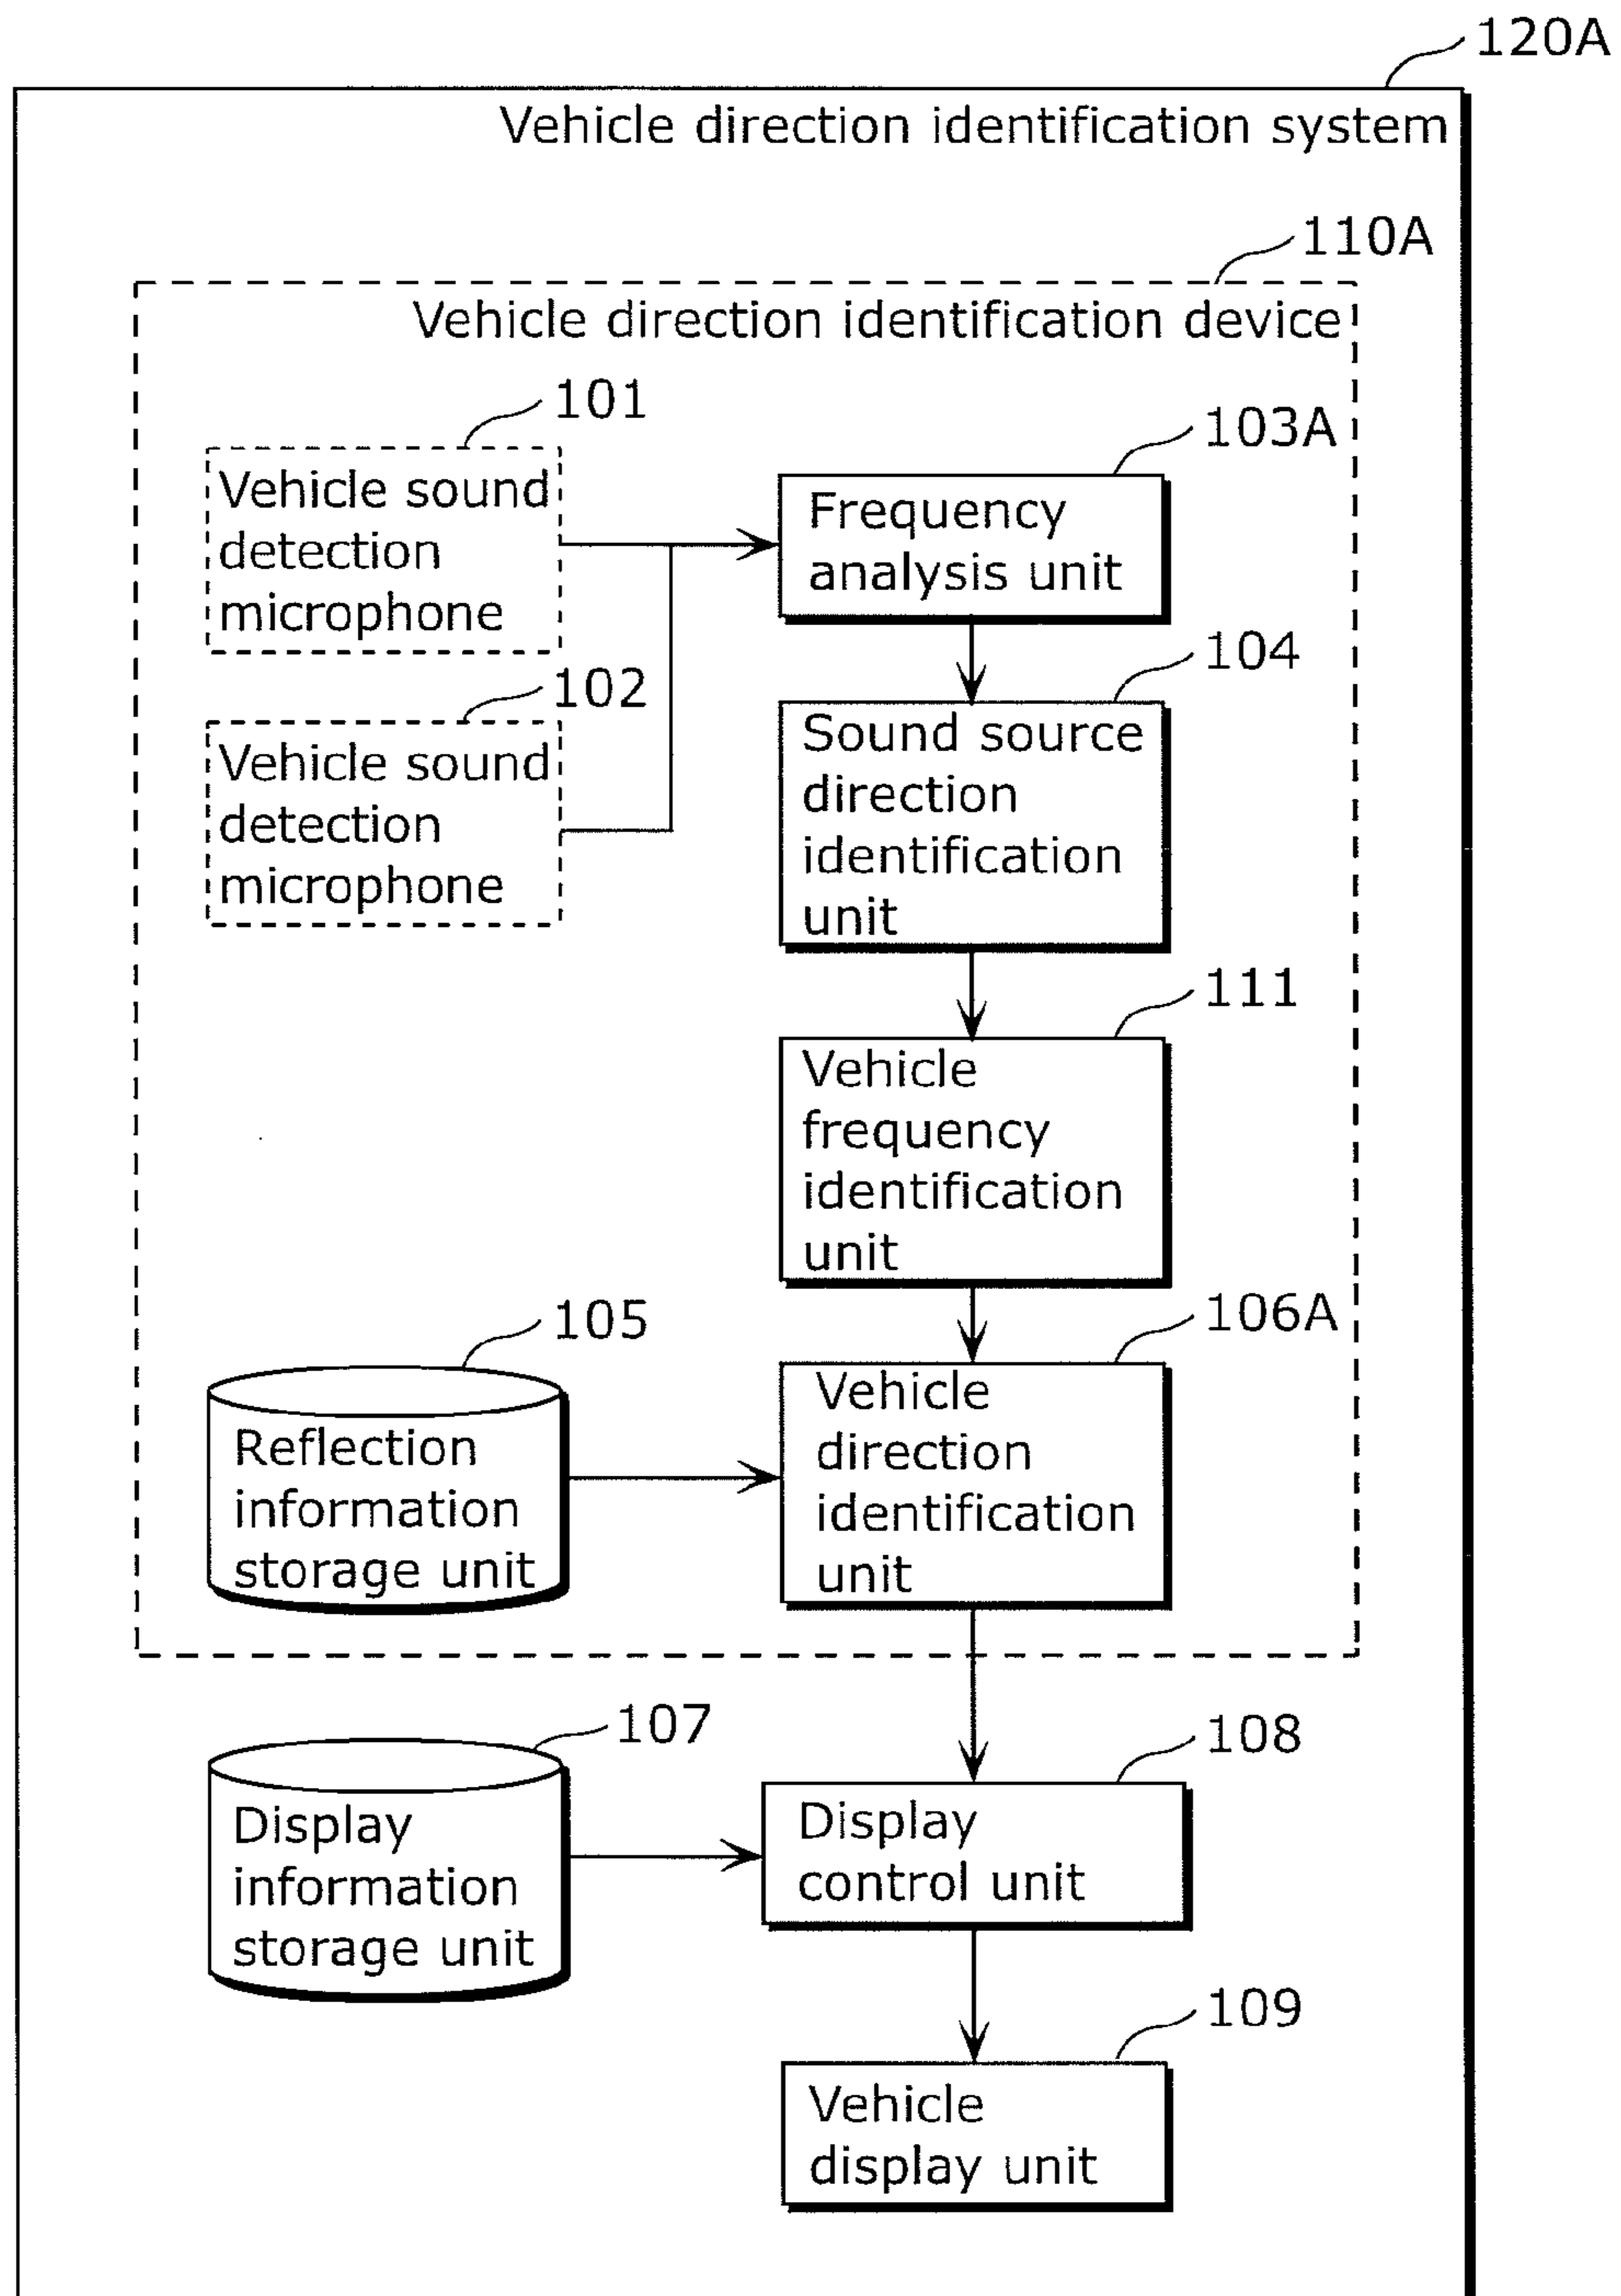 120A
Vehicle direction identification system
110A
Vehicle direction identification device
101
Vehicle sound
detection
microphone
103A
Frequency
analysis unit
102
Vehicle sound
detection
microphone
104
Sound source
direction
identification
unit
111
Vehicle
frequency
identification
unit
105
Reflection
information
storage unit
106A
Vehicle
direction
identification
unit
107
Display
information
storage unit
108
Display
control unit
109
Vehicle
display unit